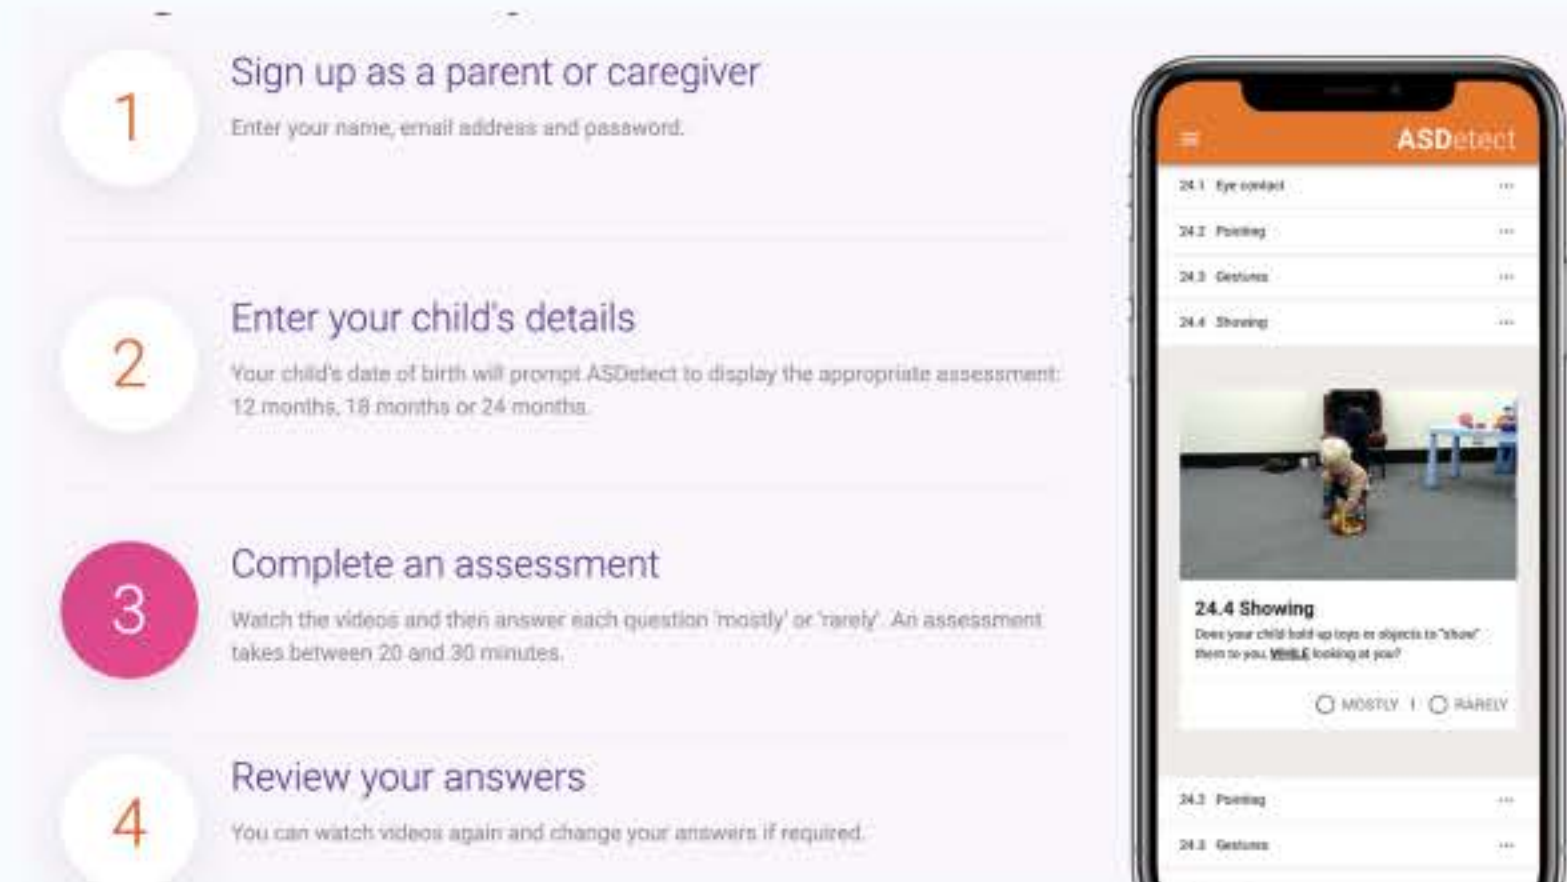 1
Sign up as a parent or caregiver
Enter your name, email address and password.
2
Enter your child's details
Your child's date of birth will prompt ASDetect to display the appropriate assessment:
12 months, 18 months or 24 months.
3
Complete an assessment
Watch the videos and then answer each question 'mostly' or 'rarely'. An assessment
takes between 20 and 30 minutes.
4
Review your answers
You can watch videos again and change your answers if required.
ASDetect
24.1 Eye contact
24.2 Pointing
24.3 Gestures
24.4 Showing
24.4 Showing
Does your child hold up toys or objects to "show"
them to you, WHILE looking at you?
MOSTLY | RARELY
24.2 Pointing
24.3 Gestures